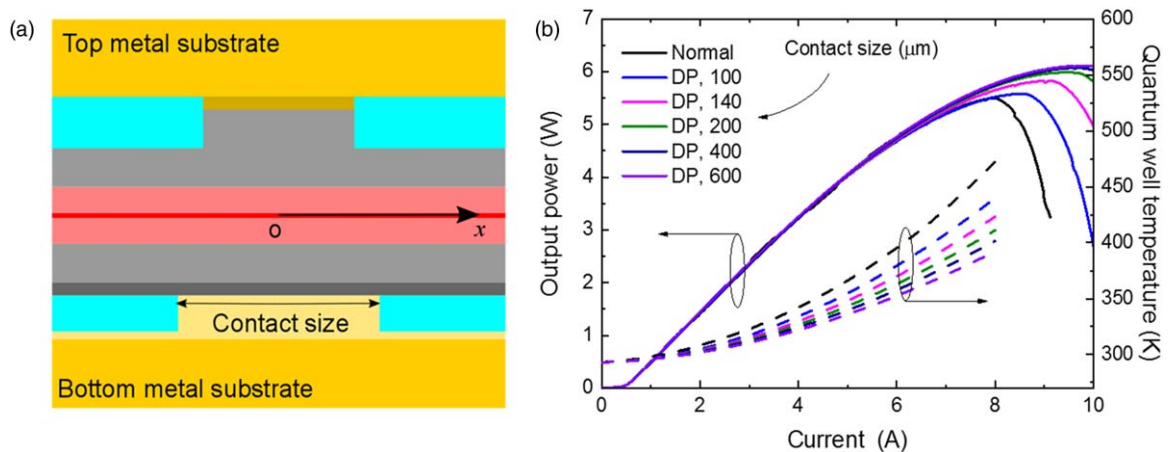 (a)
Top metal substrate
o
x
Contact size
Bottom metal substrate
(b)
7
6
5
4
3
2
1
0
Output power (W)
Normal
DP, 100
DP, 140
DP, 200
DP, 400
DP, 600
Contact size (μm)
600
550
500
450
400
350
300
Quantum well temperature (K)
0
2
4
6
8
10
Current (A)